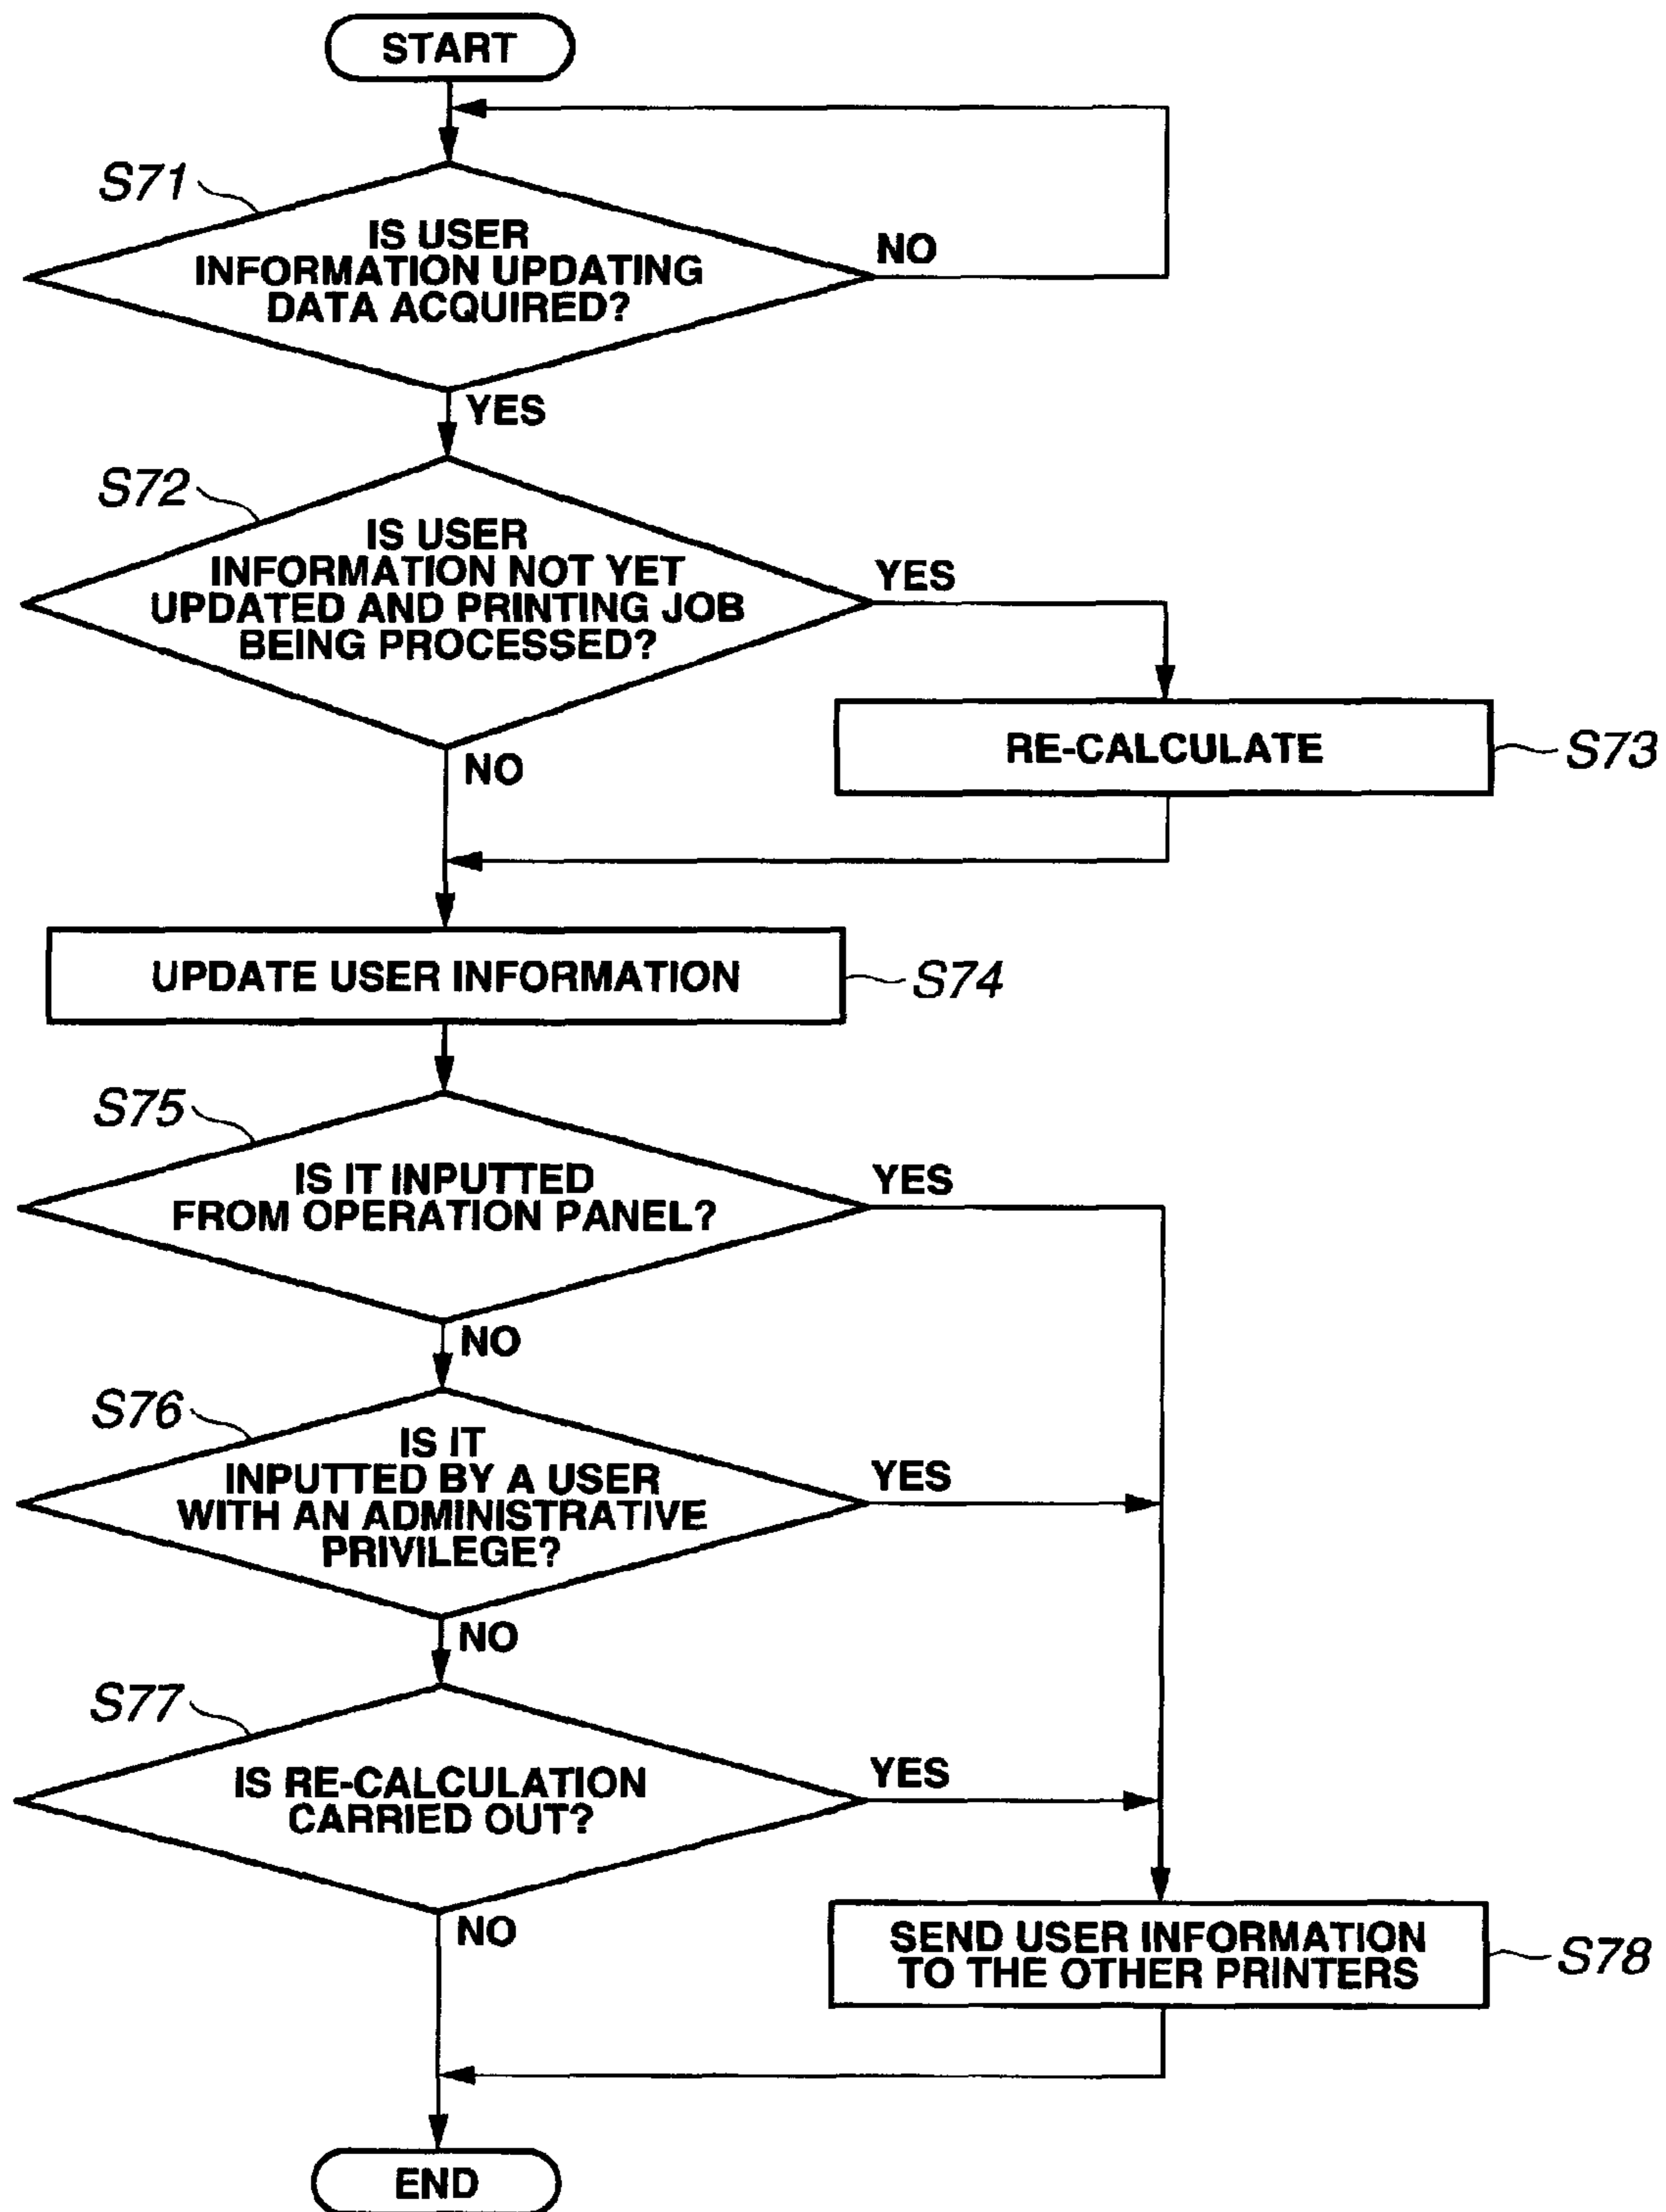 START
S71
IS USER
INFORMATION UPDATING
DATA ACQUIRED?
NO
YES
S72
IS USER
INFORMATION NOT YET
UPDATED AND PRINTING JOB
BEING PROCESSED?
YES
RE-CALCULATE
S73
NO
UPDATE USER INFORMATION
S74
S75
IS IT INPUTTED
FROM OPERATION PANEL?
YES
NO
S76
IS IT
INPUTTED BY A USER
WITH AN ADMINISTRATIVE
PRIVILEGE?
YES
NO
S77
IS RE-CALCULATION
CARRIED OUT?
YES
NO
SEND USER INFORMATION
TO THE OTHER PRINTERS
S78
END